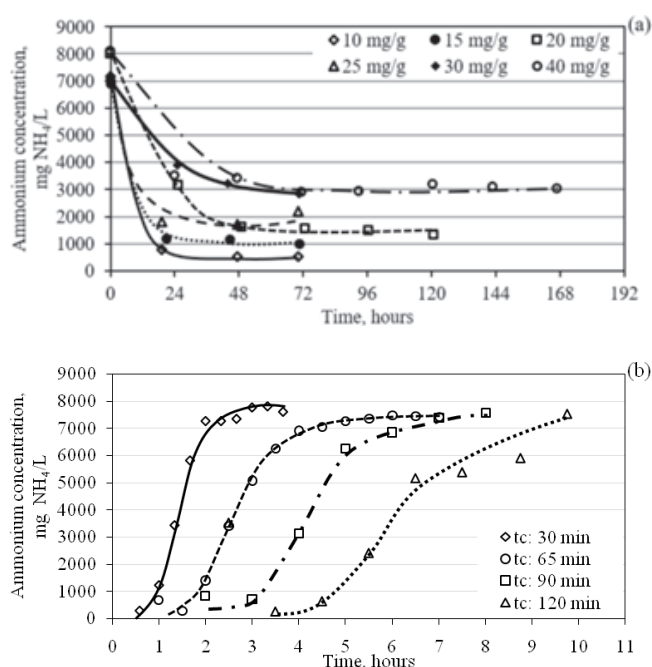 (a)
9000
8000
7000
6000
5000
4000
3000
2000
1000
0
Ammonium concentration,
mg NH4/L
10 mg/g 15 mg/g 20 mg/g
25 mg/g 30 mg/g 40 mg/g
0 24 48 72 96 120 144 168 192
Time, hours
(b)
9000
8000
7000
6000
5000
4000
3000
2000
1000
0
Ammonium concentration,
mg NH4/L
tc: 30 min
tc: 65 min
tc: 90 min
tc: 120 min
0 1 2 3 4 5 6 7 8 9 10 11
Time, hours